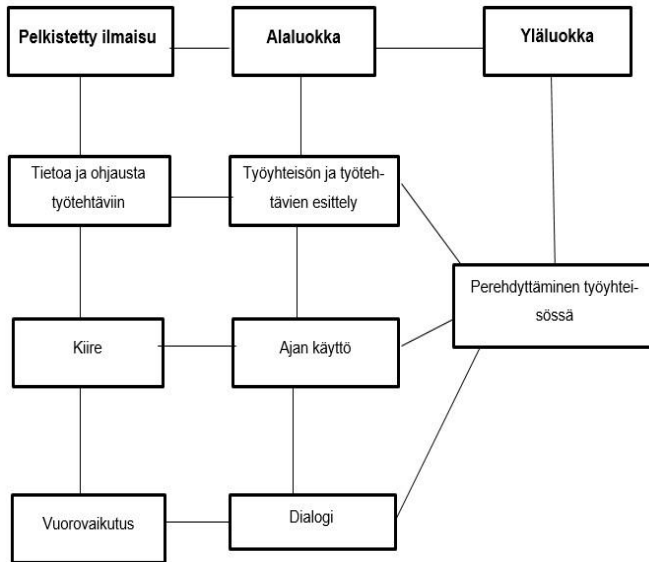 Pelkistetty ilmaisu
Alaluokka
Yläluokka
Tietoa ja ohjausta
työtehtäviin
Työyhteisön ja työteh-
tävien esittely
Perehdyttäminen työyhtei-
sössä
Kiire
Ajan käyttö
Vuorovaikutus
Dialogi